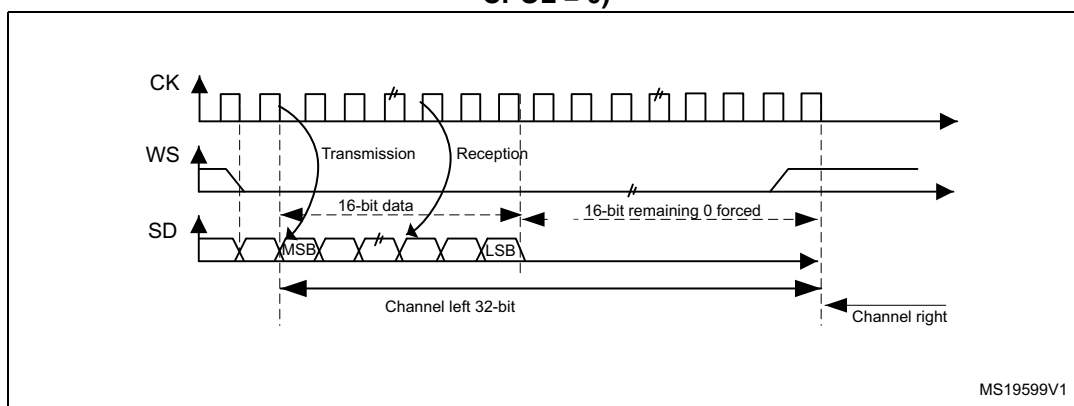 CK
Transmission
Reception
WS
16-bit data
16-bit remaining 0 forced
SD
MSB
LSB
Channel left 32-bit
Channel right
MS19599V1